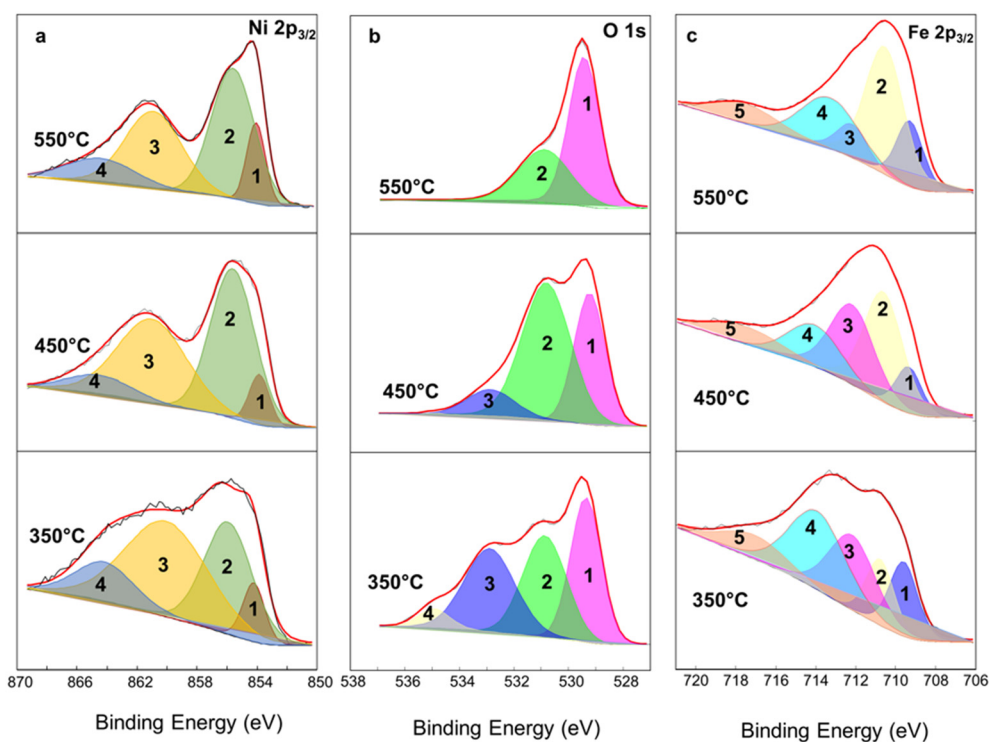 a
Ni 2p3/2
550°C
4
3
2
1
450°C
4
3
2
1
350°C
4
3
2
1
870 866 862 858 854 850
Binding Energy (eV)
b
O 1s
550°C
2
1
450°C
3
2
1
350°C
4
3
2
1
538 536 534 532 530 528
Binding Energy (eV)
c
Fe 2p3/2
5
4
3
2
1
550°C
5
4
3
2
1
450°C
5
4
3
2
1
350°C
720 718 716 714 712 710 708 706
Binding Energy (eV)